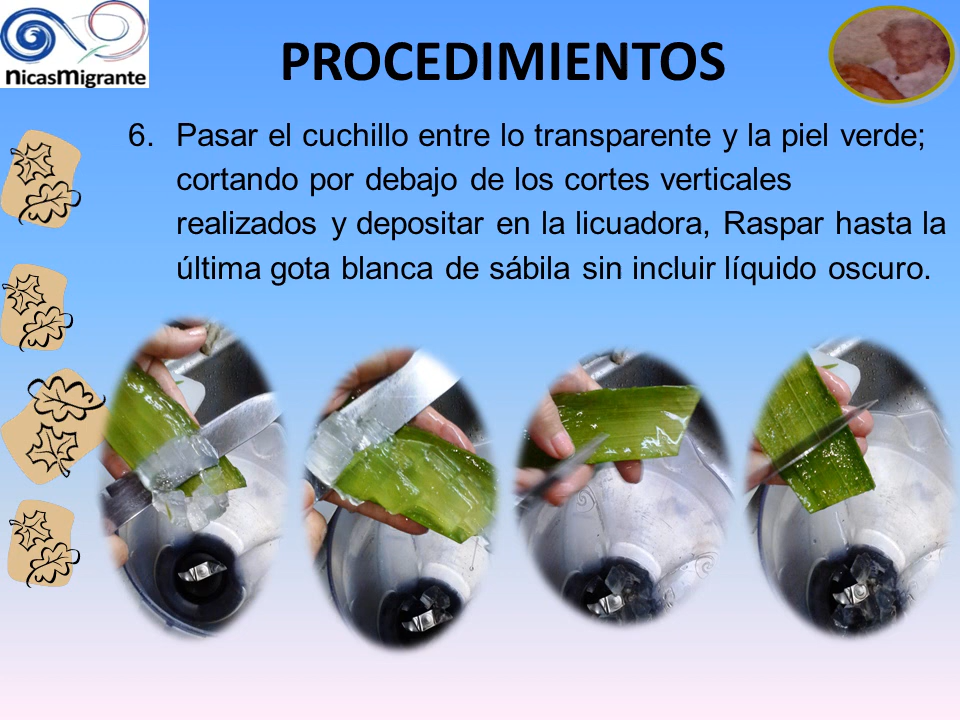 NicasMigrante
PROCEDIMIENTOS
6. Pasar el cuchillo entre lo transparente y la piel verde;
cortando por debajo de los cortes verticales
realizados y depositar en la licuadora, Raspar hasta la
última gota blanca de sábila sin incluir líquido oscuro.